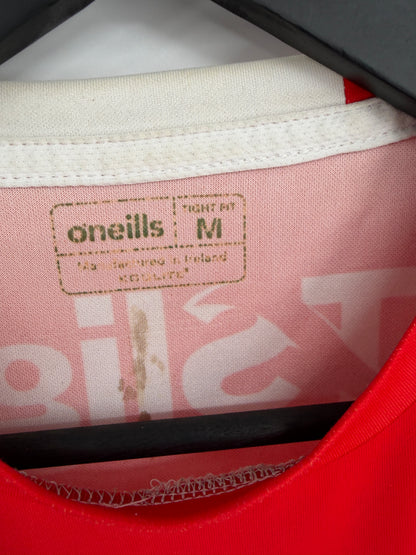 oneills
TIGHT FIT
M
Manufactured in Ireland
KOOLITE